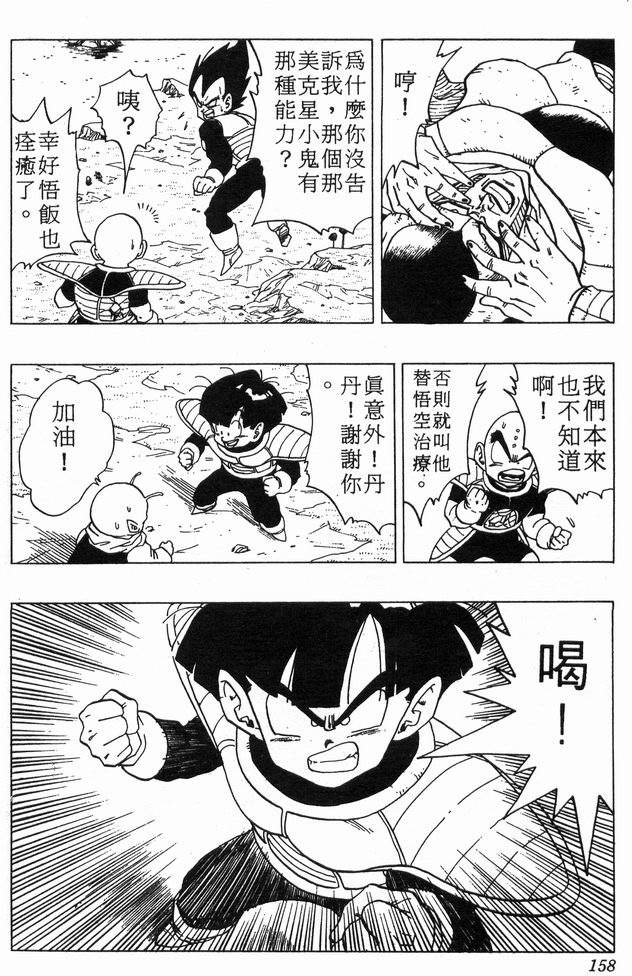 哼！
爲什麼你沒告
訴我，那個那
美克星小鬼有
那種能力？
咦？
幸好悟飯也
痊癒了。
我們本來
也不知道
啊！
否則就叫他
替悟空治療。
眞意外！丹
丹！謝謝你
。
加油！
喝！
158